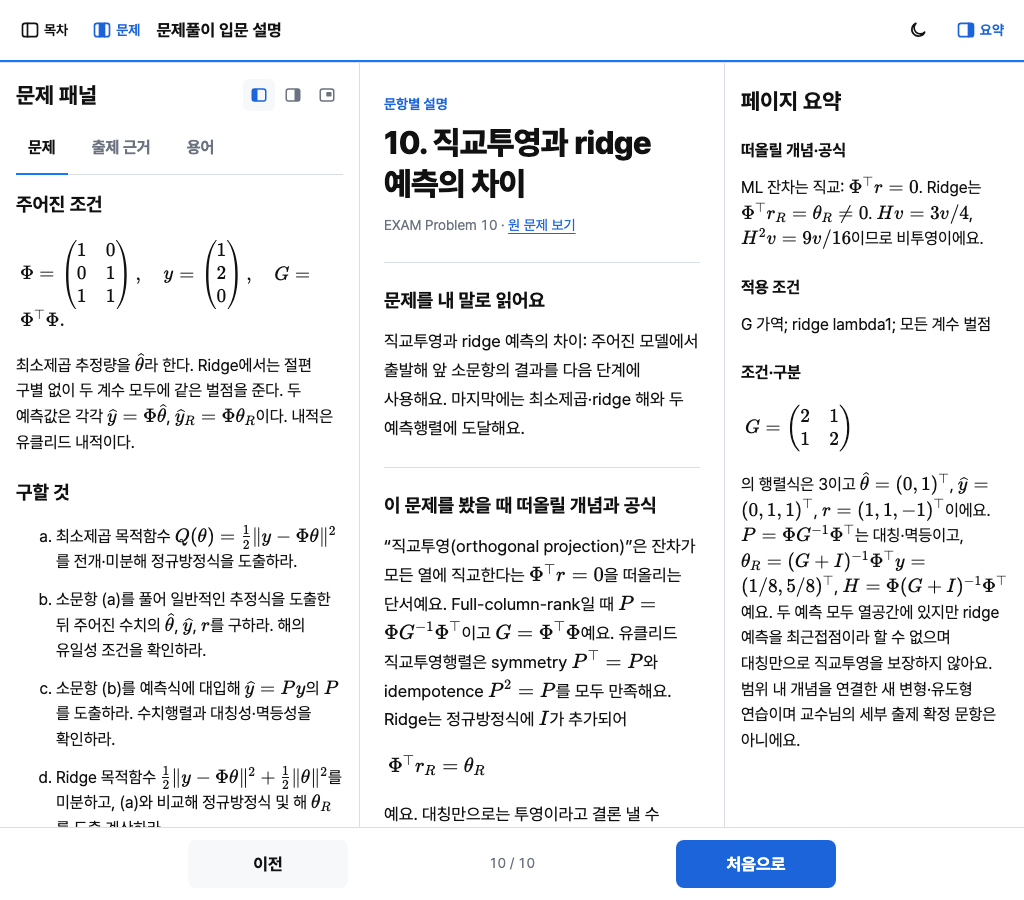 목차 문제 문제풀이 입문 설명 요약
문제 패널
문제 출제 근거 용어
주어진 조건
Φ = (1 0; 0 1; 1 1), y = (1; 2; 0), G =
Φ⊤Φ.
최소제곱 추정량을 θ̂라 한다. Ridge에서는 절편
구별 없이 두 계수 모두에 같은 벌점을 준다. 두
예측값은 각각 ŷ = Φθ̂, ŷ_R = Φθ_R이다. 내적은
유클리드 내적이다.
구할 것
a. 최소제곱 목적함수 Q(θ) = ½‖y − Φθ‖²
를 전개·미분해 정규방정식을 도출하라.
b. 소문항 (a)를 풀어 일반적인 추정식을 도출한
뒤 주어진 수치의 θ̂, ŷ, r를 구하라. 해의
유일성 조건을 확인하라.
c. 소문항 (b)를 예측식에 대입해 ŷ = Py의 P
를 도출하라. 수치행렬과 대칭성·멱등성을
확인하라.
d. Ridge 목적함수 ½‖y − Φθ‖² + ½‖θ‖²를
미분하고, (a)와 비교해 정규방정식 및 해 θ_R
문항별 설명
10. 직교투영과 ridge
예측의 차이
EXAM Problem 10 · 원 문제 보기
문제를 내 말로 읽어요
직교투영과 ridge 예측의 차이: 주어진 모델에서
출발해 앞 소문항의 결과를 다음 단계에
사용해요. 마지막에는 최소제곱·ridge 해와 두
예측행렬에 도달해요.
이 문제를 봤을 때 떠올릴 개념과 공식
“직교투영(orthogonal projection)”은 잔차가
모든 열에 직교한다는 Φ⊤r = 0을 떠올리는
단서예요. Full-column-rank일 때 P =
ΦG⁻¹Φ⊤이고 G = Φ⊤Φ예요. 유클리드
직교투영행렬은 symmetry P⊤ = P와
idempotence P² = P를 모두 만족해요.
Ridge는 정규방정식에 I가 추가되어
Φ⊤r_R = θ_R
예요. 대칭만으로는 투영이라고 결론 낼 수
페이지 요약
떠올릴 개념·공식
ML 잔차는 직교: Φ⊤r = 0. Ridge는
Φ⊤r_R = θ_R ≠ 0. Hv = 3v/4,
H²v = 9v/16이므로 비투영이에요.
적용 조건
G 가역; ridge lambda1; 모든 계수 벌점
조건·구분
G = (2 1; 1 2)
의 행렬식은 3이고 θ̂ = (0, 1)⊤, ŷ =
(0, 1, 1)⊤, r = (1, 1, −1)⊤이에요.
P = ΦG⁻¹Φ⊤는 대칭·멱등이고,
θ_R = (G + I)⁻¹Φ⊤y =
(1/8, 5/8)⊤, H = Φ(G + I)⁻¹Φ⊤
예요. 두 예측 모두 열공간에 있지만 ridge
예측을 최근접점이라 할 수 없으며
대칭만으로 직교투영을 보장하지 않아요.
범위 내 개념을 연결한 새 변형·유도형
연습이며 교수님의 세부 출제 확정 문항은
아니에요.
이전 10 / 10 처음으로